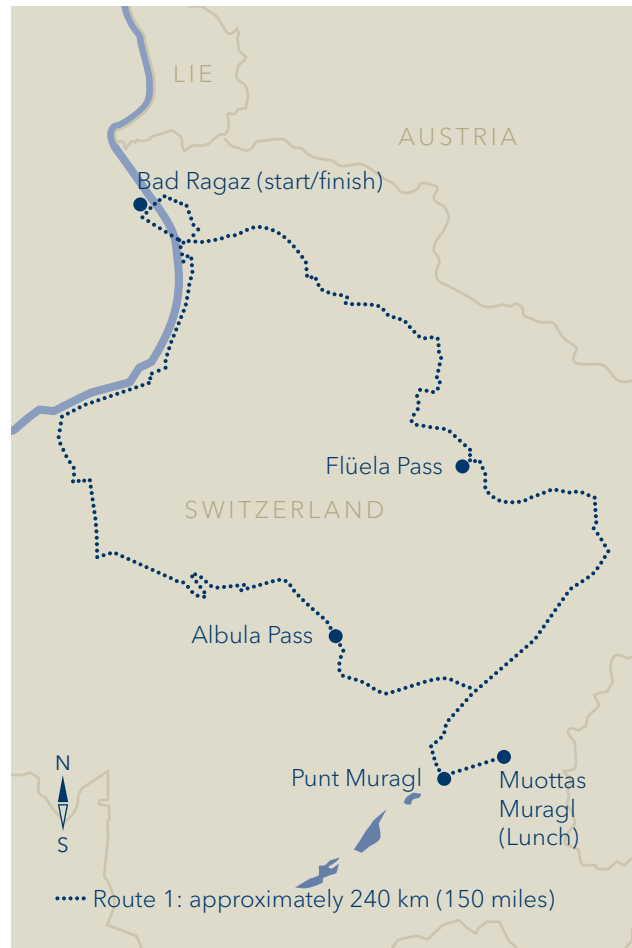 LIE
AUSTRIA
Bad Ragaz (start/finish)
Flüela Pass
SWITZERLAND
Albula Pass
N
S
Punt Muragl
Muottas
Muragl
(Lunch)
Route 1: approximately 240 km (150 miles)